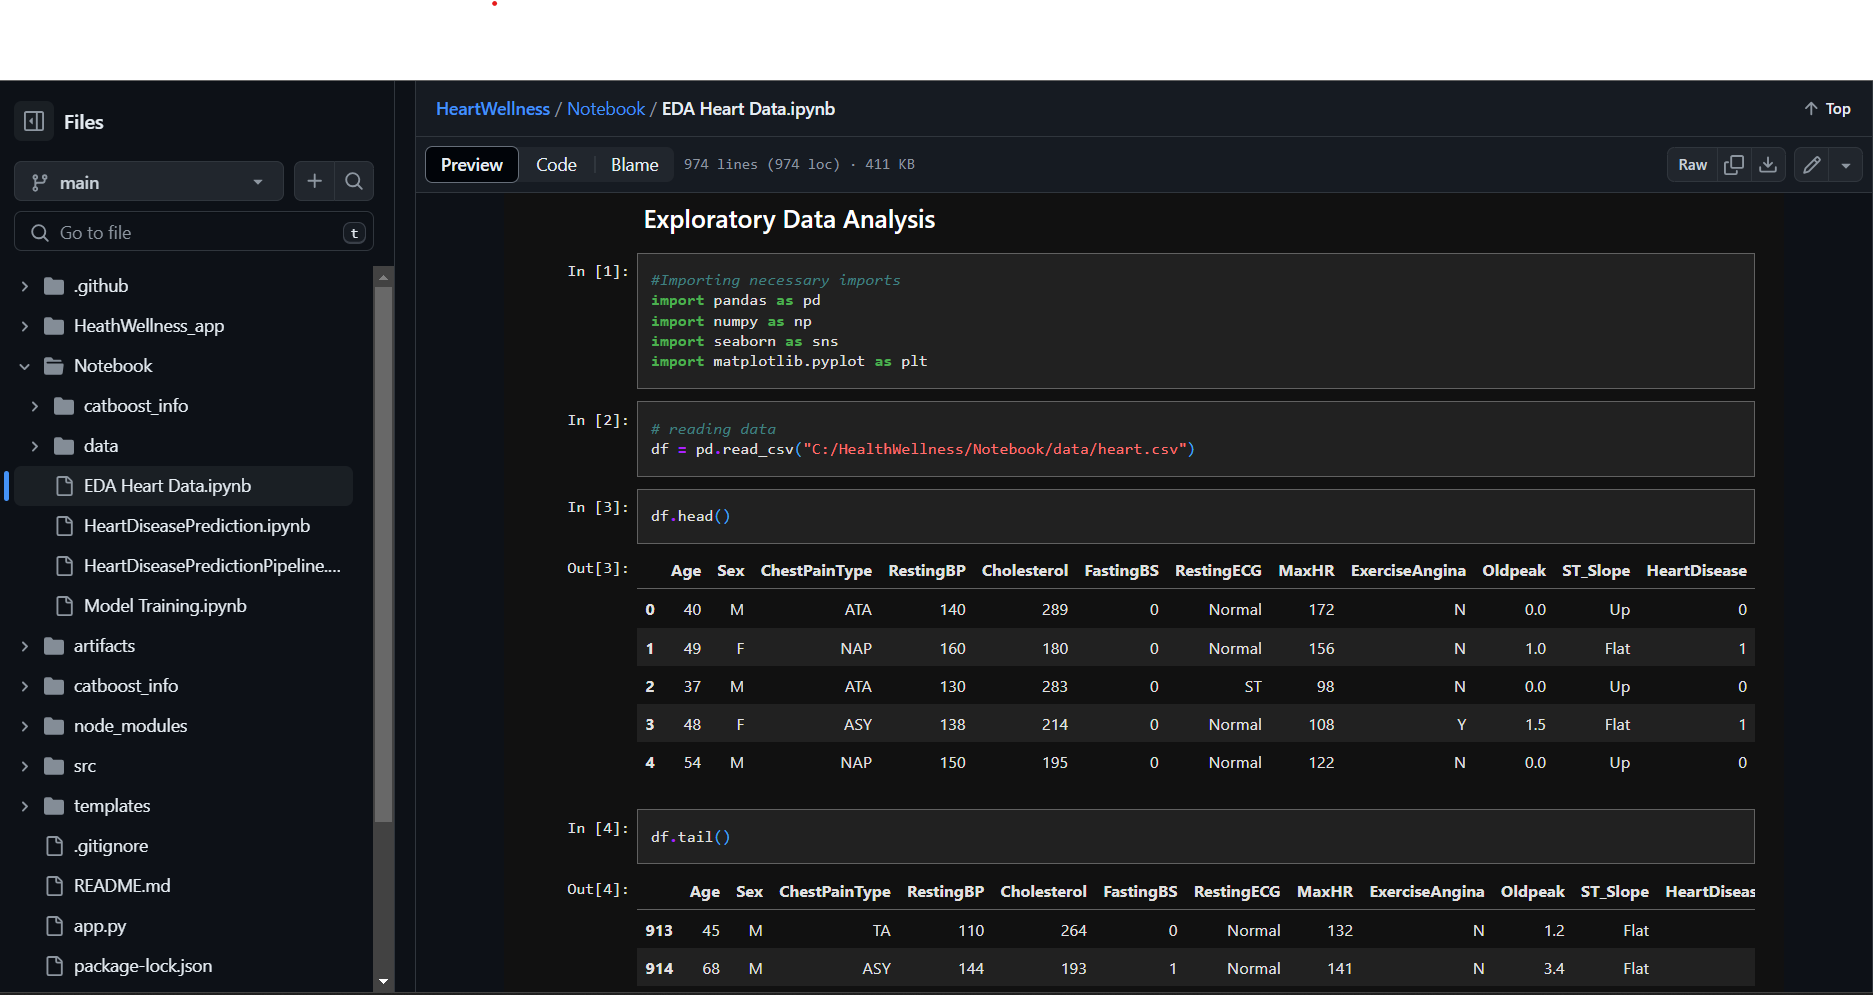 Files
main
Go to file
t
.github
HeathWellness_app
Notebook
catboost_info
data
EDA Heart Data.ipynb
HeartDiseasePrediction.ipynb
HeartDiseasePredictionPipeline....
Model Training.ipynb
artifacts
catboost_info
node_modules
src
templates
.gitignore
README.md
app.py
package-lock.json
HeartWellness / Notebook / EDA Heart Data.ipynb
Top
Preview Code Blame 974 lines (974 loc) · 411 KB
Raw
Exploratory Data Analysis
In [1]:
#Importing necessary imports
import pandas as pd
import numpy as np
import seaborn as sns
import matplotlib.pyplot as plt
In [2]:
# reading data
df = pd.read_csv("C:/HealthWellness/Notebook/data/heart.csv")
In [3]:
df.head()
Out[3]:
Age Sex ChestPainType RestingBP Cholesterol FastingBS RestingECG MaxHR ExerciseAngina Oldpeak ST_Slope HeartDisease
0 40 M ATA 140 289 0 Normal 172 N 0.0 Up 0
1 49 F NAP 160 180 0 Normal 156 N 1.0 Flat 1
2 37 M ATA 130 283 0 ST 98 N 0.0 Up 0
3 48 F ASY 138 214 0 Normal 108 Y 1.5 Flat 1
4 54 M NAP 150 195 0 Normal 122 N 0.0 Up 0
In [4]:
df.tail()
Out[4]:
Age Sex ChestPainType RestingBP Cholesterol FastingBS RestingECG MaxHR ExerciseAngina Oldpeak ST_Slope HeartDiseas
913 45 M TA 110 264 0 Normal 132 N 1.2 Flat
914 68 M ASY 144 193 1 Normal 141 N 3.4 Flat